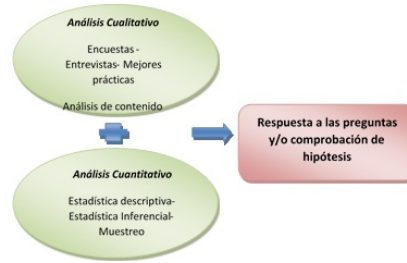 Análisis Cualitativo
Encuestas -
Entrevistas- Mejores
prácticas
Análisis de contenido
Respuesta a las preguntas
y/o comprobación de
hipótesis
Análisis Cuantitativo
Estadística descriptiva-
Estadística Inferencial-
Muestreo